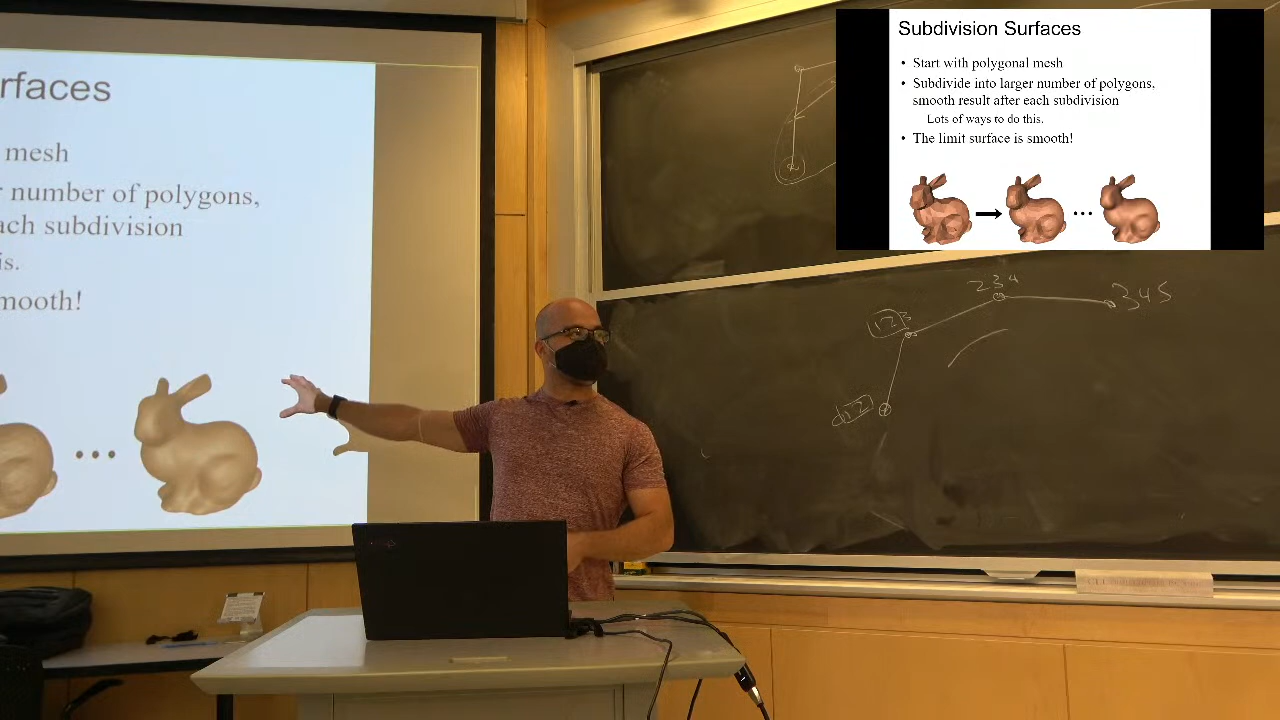 rfaces
mesh
r number of polygons,
ach subdivision
is.
mooth!
Subdivision Surfaces
• Start with polygonal mesh
• Subdivide into larger number of polygons,
smooth result after each subdivision
Lots of ways to do this.
• The limit surface is smooth!
...
...
234
345
123